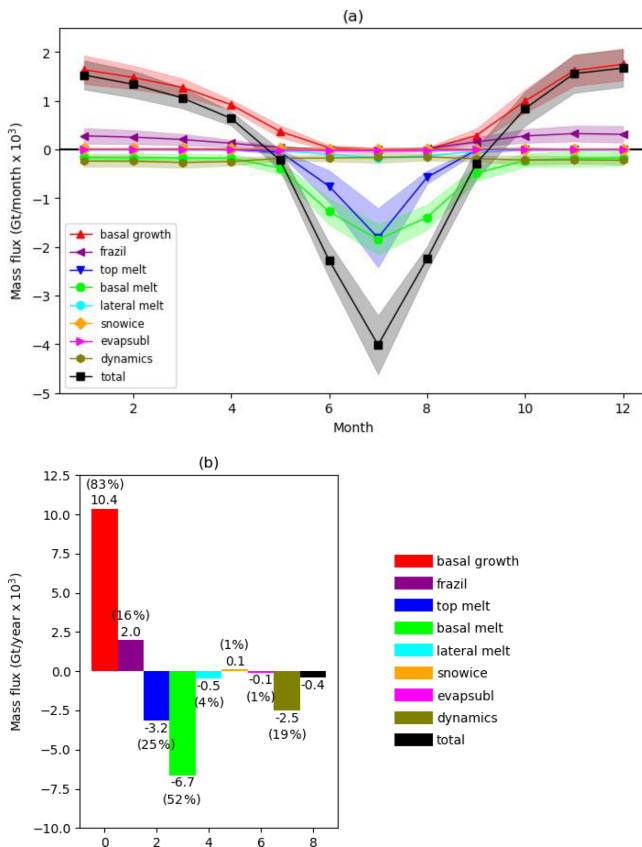 (a)
2
1
0
−1
−2
−3
−4
−5
Mass flux (Gt/month x 10³)
basal growth
frazil
top melt
basal melt
lateral melt
snowice
evapsubl
dynamics
total
2 4 6 8 10 12
Month
(b)
12.5
10.0
7.5
5.0
2.5
0.0
−2.5
−5.0
−7.5
−10.0
Mass flux (Gt/year x 10³)
(83%)
10.4
(16%)
2.0
-3.2
(25%)
-6.7
(52%)
-0.5
(4%)
(1%)
0.1
-0.1
(1%)
-2.5
(19%)
-0.4
0 2 4 6 8
basal growth
frazil
top melt
basal melt
lateral melt
snowice
evapsubl
dynamics
total